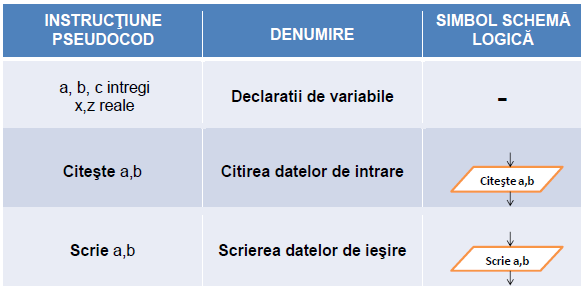 INSTRUCŢIUNE
PSEUDOCOD
DENUMIRE
SIMBOL SCHEMĂ
LOGICĂ
a, b, c intregi
x,z reale
Declaratii de variabile
-
Citeşte a,b
Citirea datelor de intrare
Citeşte a,b
Scrie a,b
Scrierea datelor de ieşire
Scrie a,b